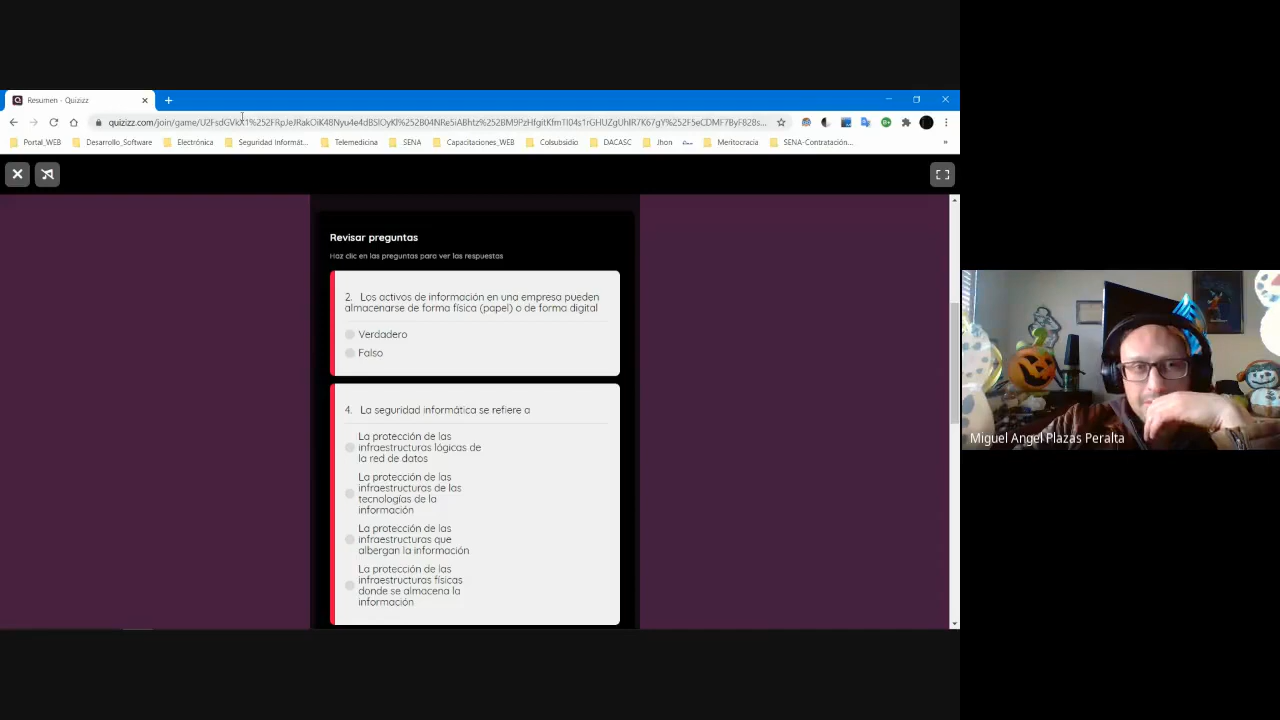 Resumen - Quizizz
Portal_WEB Desarrollo_Software Electrónica Seguridad Informát... Telemedicina SENA Capacitaciones_WEB Colsubsidio DACASC Jhon Meritocracia SENA-Contratación... »
Revisar preguntas
Haz clic en las preguntas para ver las respuestas
2. Los activos de información en una empresa pueden
almacenarse de forma física (papel) o de forma digital
Verdadero
Falso
4. La seguridad informática se refiere a
La protección de las
infraestructuras lógicas de
la red de datos
La protección de las
infraestructuras de las
tecnologías de la
información
La protección de las
infraestructuras que
albergan la información
La protección de las
infraestructuras físicas
donde se almacena la
información
Miguel Angel Plazas Peralta